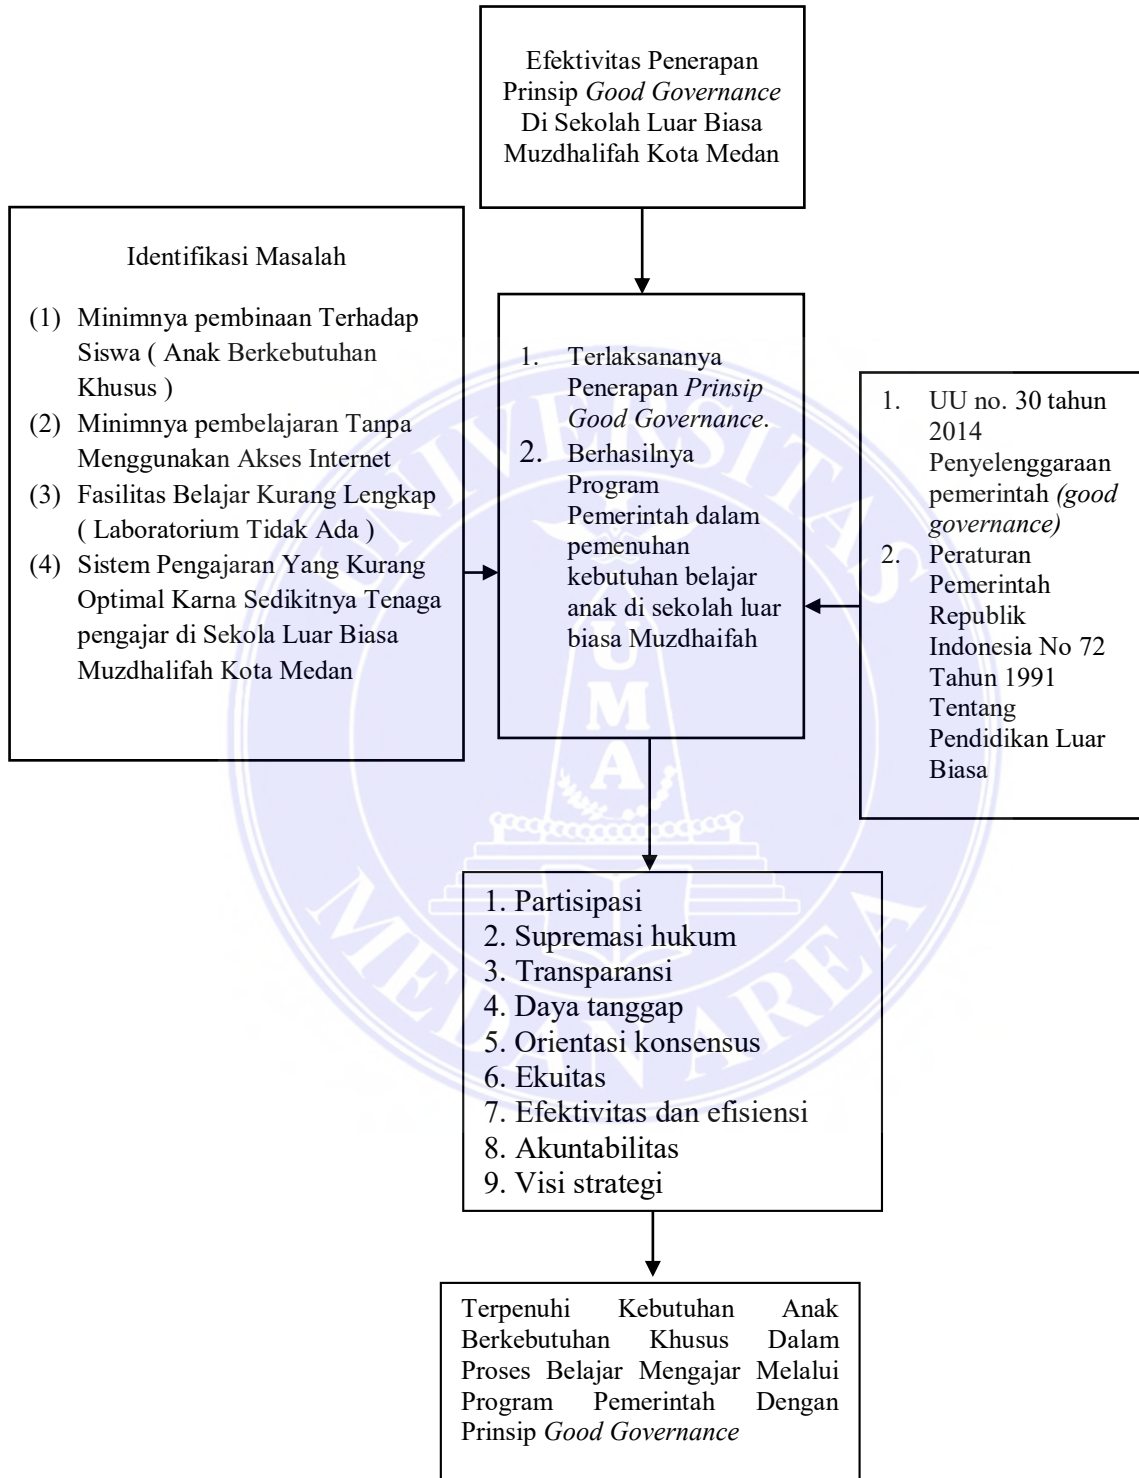 Efektivitas Penerapan
Prinsip Good Governance
Di Sekolah Luar Biasa
Muzdhalifah Kota Medan
Identifikasi Masalah
(1) Minimnya pembinaan Terhadap
Siswa ( Anak Berkebutuhan
Khusus )
(2) Minimnya pembelajaran Tanpa
Menggunakan Akses Internet
(3) Fasilitas Belajar Kurang Lengkap
( Laboratorium Tidak Ada )
(4) Sistem Pengajaran Yang Kurang
Optimal Karna Sedikitnya Tenaga
pengajar di Sekola Luar Biasa
Muzdhalifah Kota Medan
1. Terlaksananya
Penerapan Prinsip
Good Governance.
2. Berhasilnya
Program
Pemerintah dalam
pemenuhan
kebutuhan belajar
anak di sekolah luar
biasa Muzdhaifah
1. UU no. 30 tahun
2014
Penyelenggaraan
pemerintah (good
governance)
2. Peraturan
Pemerintah
Republik
Indonesia No 72
Tahun 1991
Tentang
Pendidikan Luar
Biasa
1. Partisipasi
2. Supremasi hukum
3. Transparansi
4. Daya tanggap
5. Orientasi konsensus
6. Ekuitas
7. Efektivitas dan efisiensi
8. Akuntabilitas
9. Visi strategi
Terpenuhi Kebutuhan Anak
Berkebutuhan Khusus Dalam
Proses Belajar Mengajar Melalui
Program Pemerintah Dengan
Prinsip Good Governance
UNIVERSITAS
UMA
MEDAN AREA